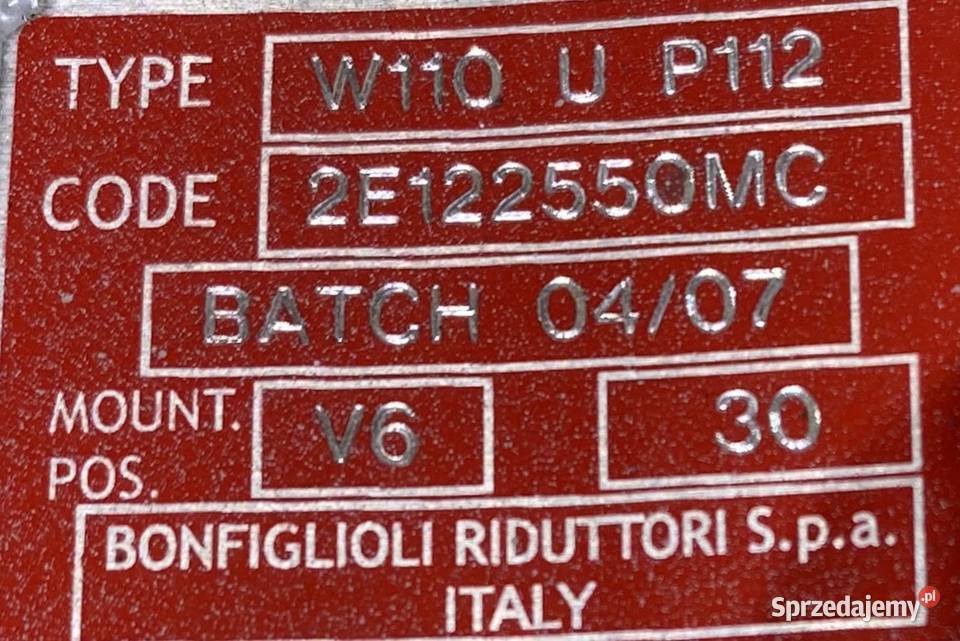 TYPE W110 U P112
CODE 2E122550MC
BATCH 04/07
MOUNT. POS. V6 30
BONFIGLIOLI RIDUTTORI S.p.a.
ITALY
Sprzedajemy.pl